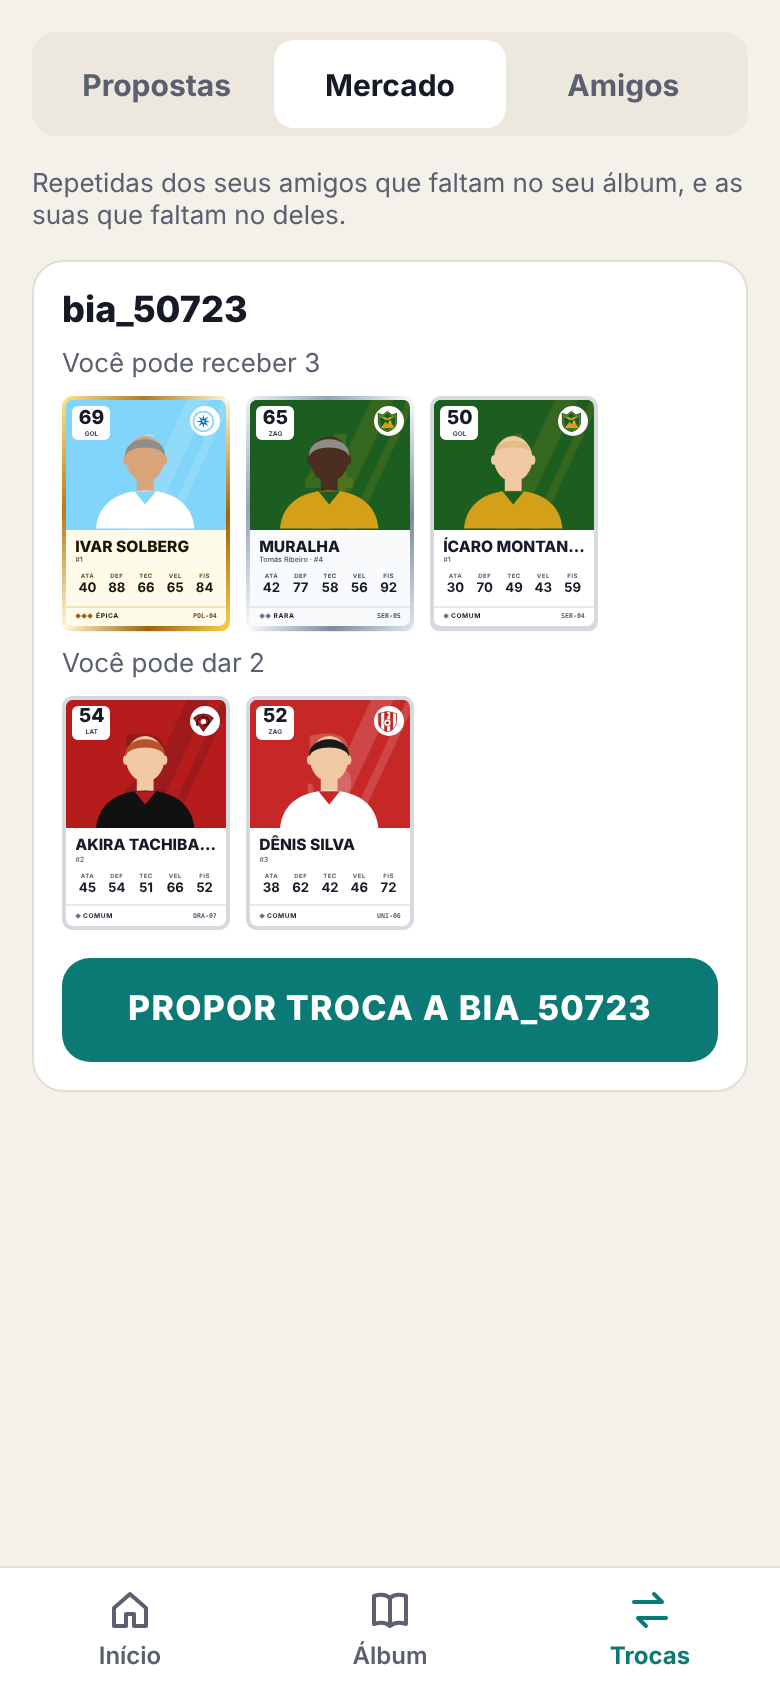 Propostas
Mercado
Amigos
Repetidas dos seus amigos que faltam no seu álbum, e as
suas que faltam no deles.
bia_50723
Você pode receber 3
69
GOL
IVAR SOLBERG
#1
ATA DEF TEC VEL FIS
40 88 66 65 84
◆◆◆ ÉPICA
POL-04
65
ZAG
MURALHA
Tomás Ribeiro · #4
ATA DEF TEC VEL FIS
42 77 58 56 92
◆◆ RARA
SER-05
50
GOL
ÍCARO MONTAN...
#1
ATA DEF TEC VEL FIS
30 70 49 43 59
◆ COMUM
SER-04
Você pode dar 2
54
LAT
AKIRA TACHIBA...
#2
ATA DEF TEC VEL FIS
45 54 51 66 52
◆ COMUM
DRA-07
52
ZAG
DÊNIS SILVA
#3
ATA DEF TEC VEL FIS
38 62 42 46 72
◆ COMUM
UNI-06
PROPOR TROCA A BIA_50723
Início
Álbum
Trocas